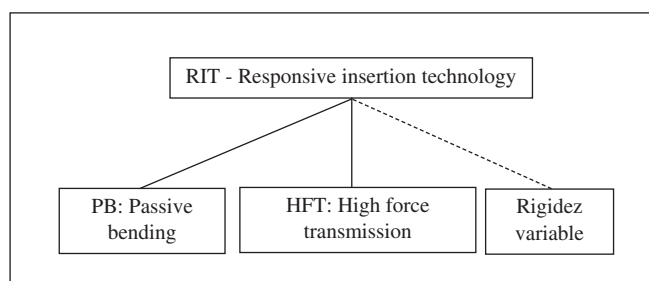 RIT - Responsive insertion technology
PB: Passive
bending
HFT: High force
transmission
Rigidez
variable